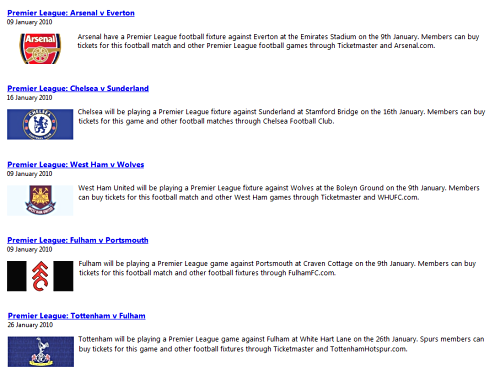 Premier League: Arsenal v Everton
09 January 2010
Arsenal
Arsenal have a Premier League football fixture against Everton at the Emirates Stadium on the 9th January. Members can buy
tickets for this football match and other Premier League football games through Ticketmaster and Arsenal.com.
Premier League: Chelsea v Sunderland
16 January 2010
Chelsea will be playing a Premier League fixture against Sunderland at Stamford Bridge on the 16th January. Members can buy
tickets for this game and other football matches through Chelsea Football Club.
Premier League: West Ham v Wolves
09 January 2010
West Ham United will be playing a Premier League fixture against Wolves at the Boleyn Ground on the 9th January. Members
can buy tickets for this football match and other West Ham games through Ticketmaster and WHUFC.com.
Premier League: Fulham v Portsmouth
09 January 2010
Fulham will be playing a Premier League game against Portsmouth at Craven Cottage on the 9th January. Members can buy
tickets for this football match and other football fixtures through FulhamFC.com.
Premier League: Tottenham v Fulham
26 January 2010
Tottenham will be playing a Premier League game against Fulham at White Hart Lane on the 26th January. Spurs members can
buy tickets for this game and other football fixtures through Ticketmaster and TottenhamHotspur.com.